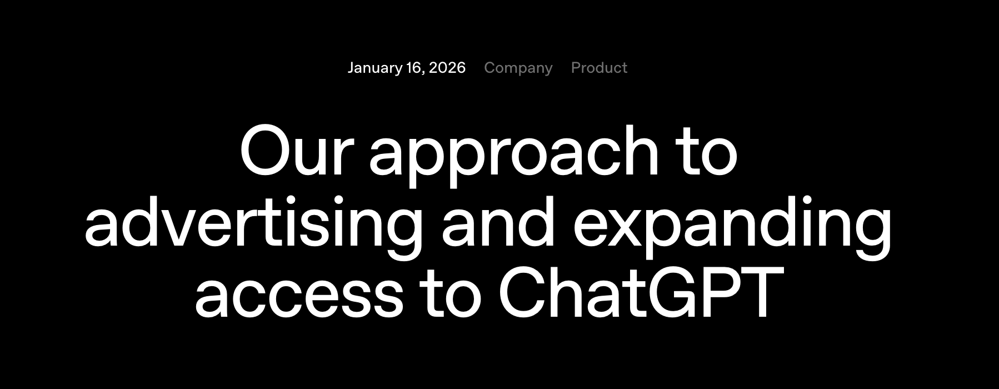 January 16, 2026 Company Product
Our approach to
advertising and expanding
access to ChatGPT